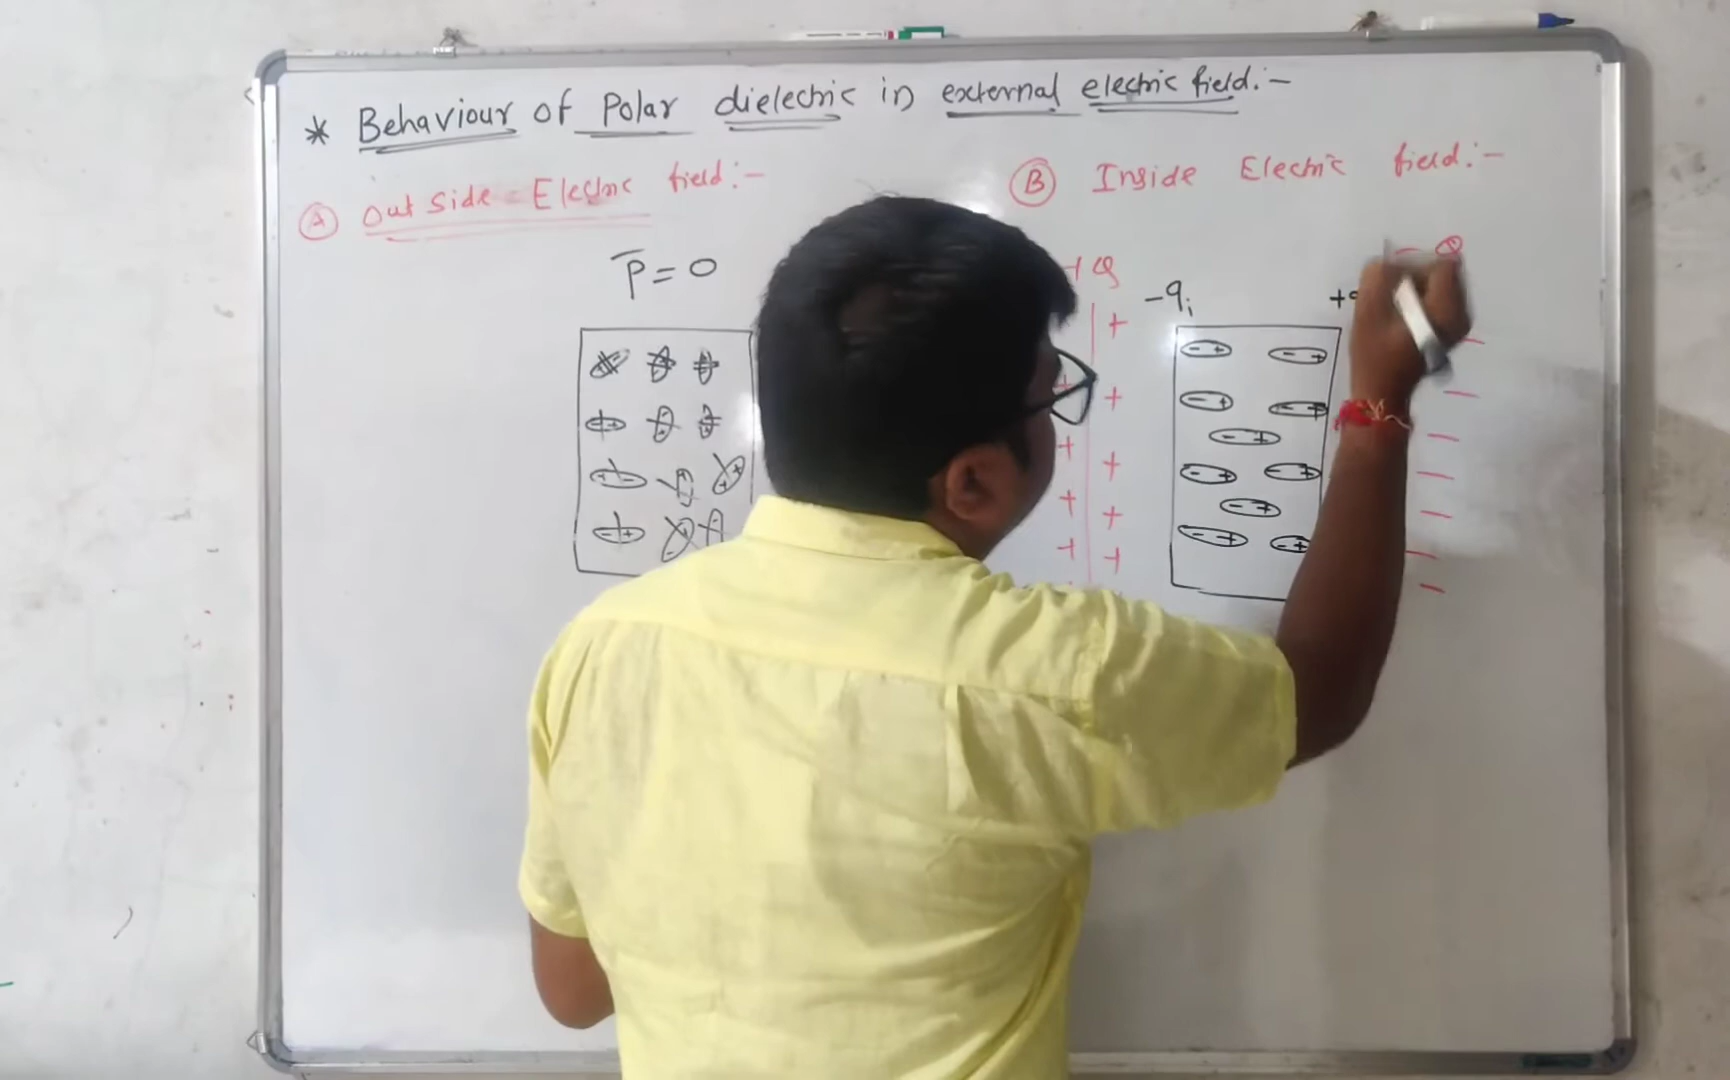 * Behaviour of Polar dielectric in external electric field:-
A Out Side Electric field:-
B Inside Electric field:-
P = 0
+Q
-qi
+q
- Q
+ + + + + + + + +
- + - +
- + - +
- +
- + - +
- +
- + - +
- - - - - - -